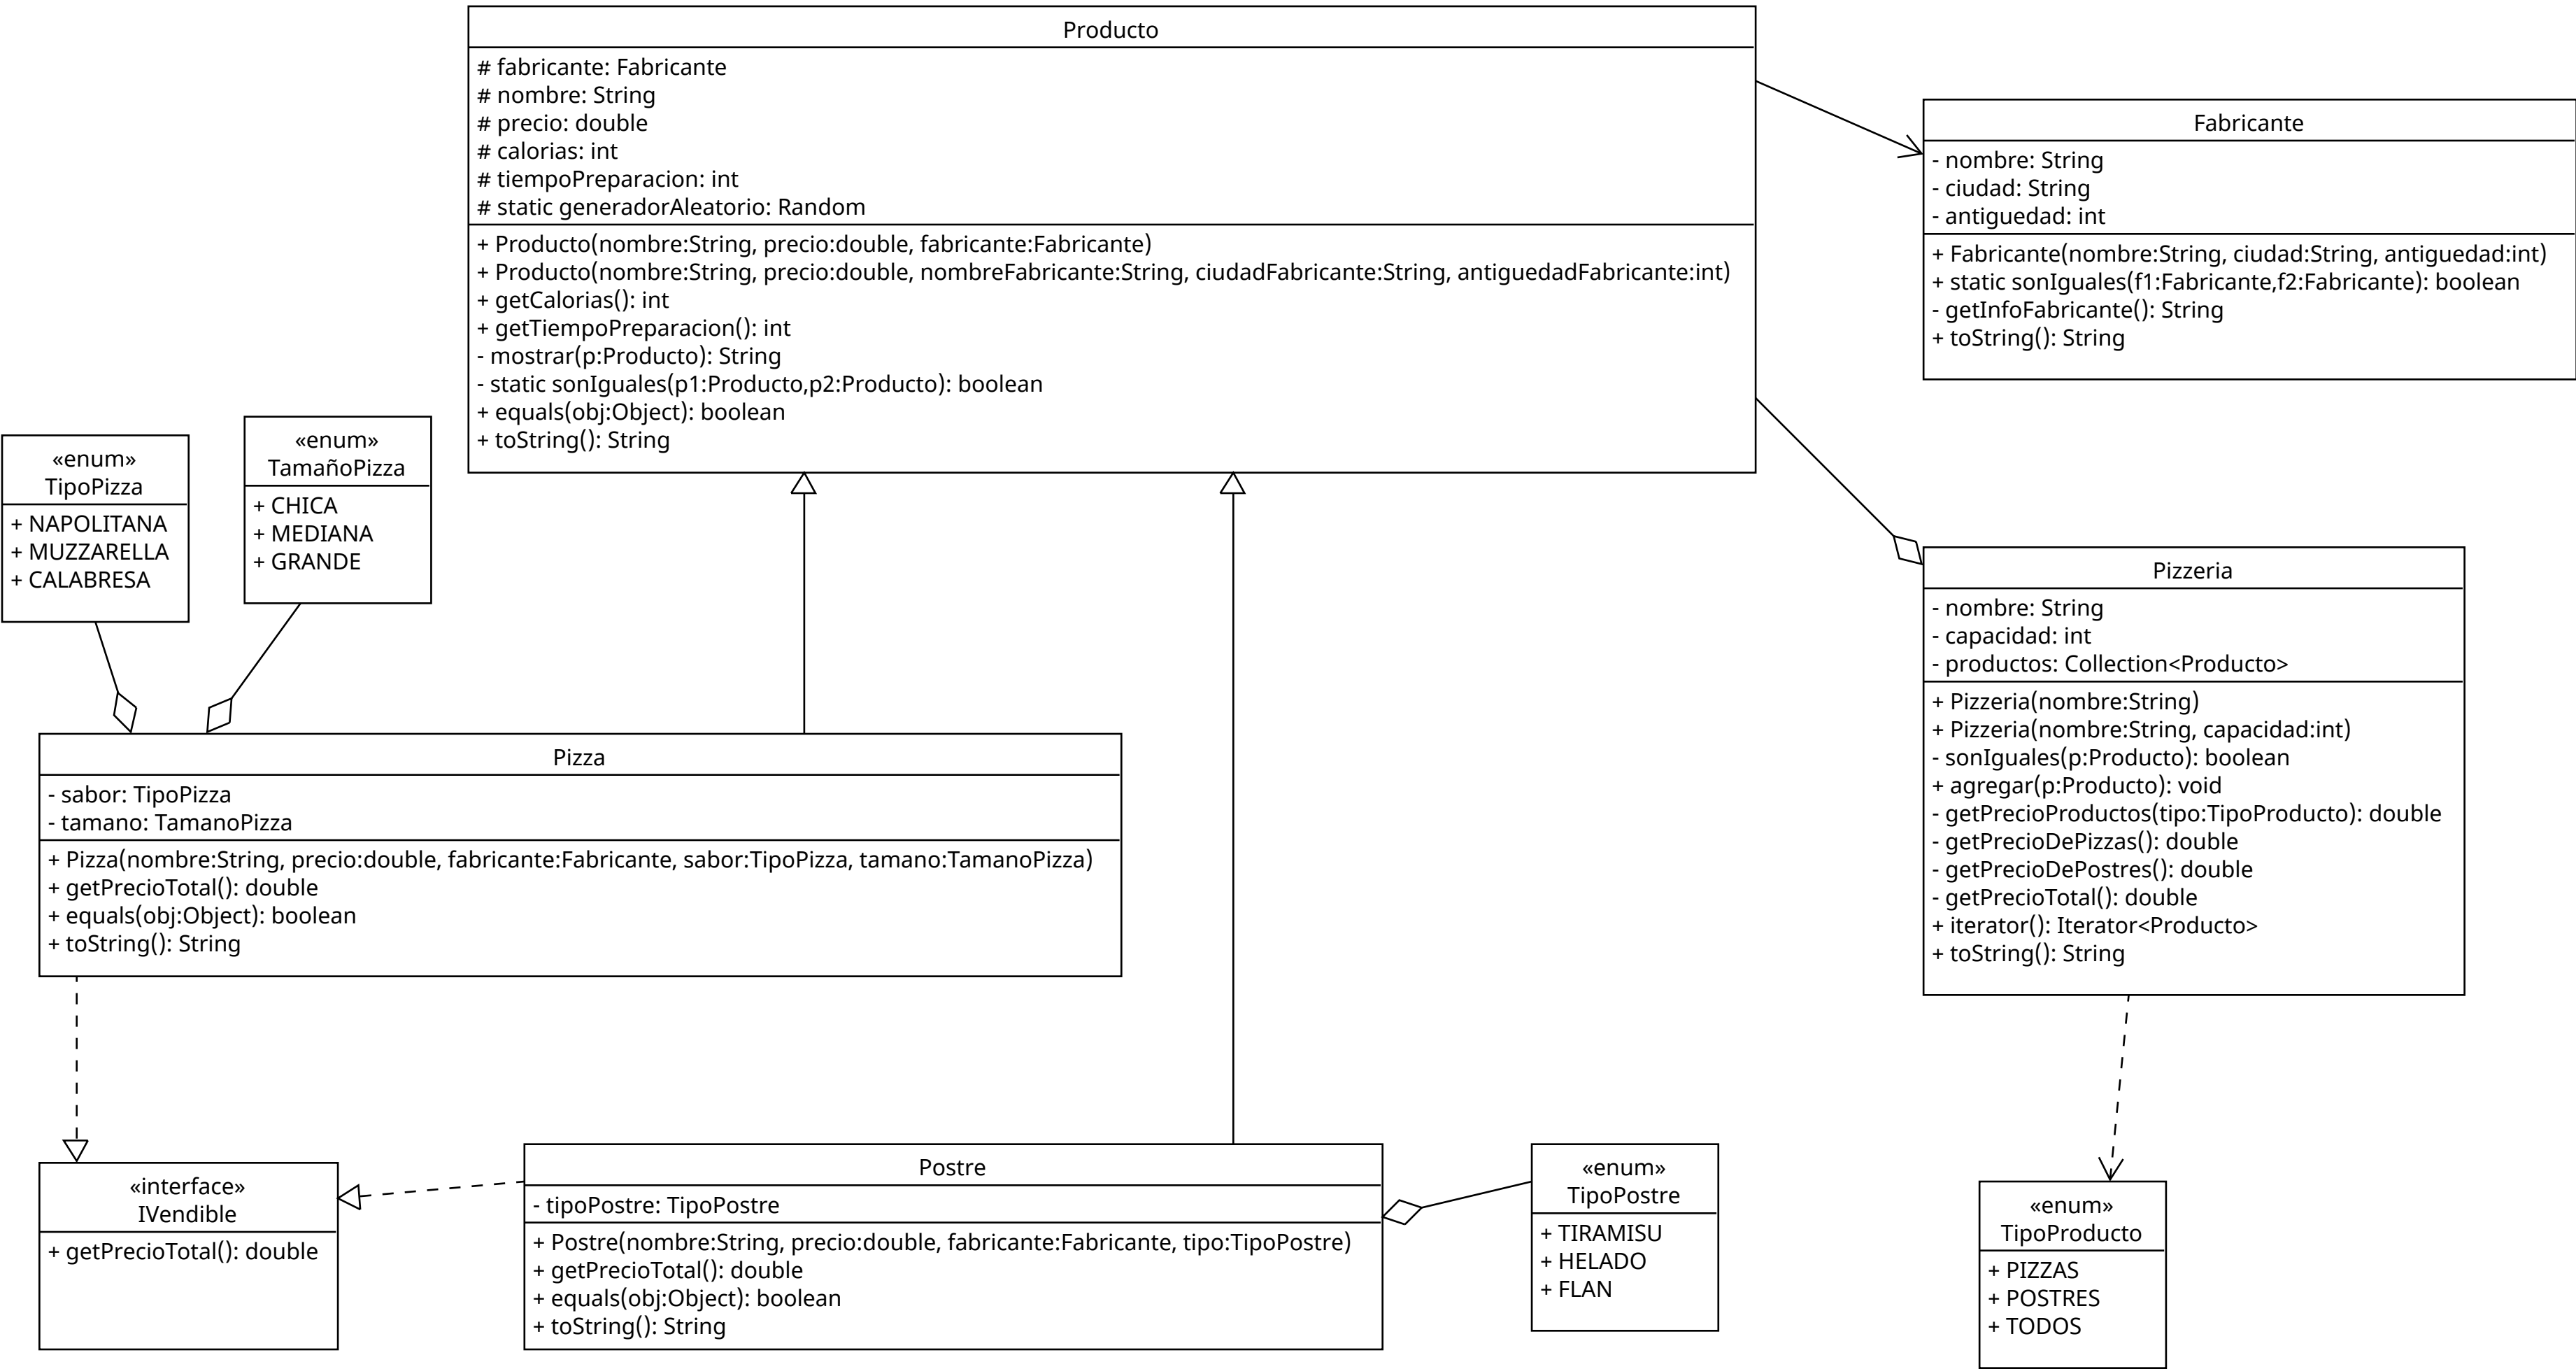 Producto
# fabricante: Fabricante
# nombre: String
# precio: double
# calorias: int
# tiempoPreparacion: int
# static generadorAleatorio: Random
+ Producto(nombre:String, precio:double, fabricante:Fabricante)
+ Producto(nombre:String, precio:double, nombreFabricante:String, ciudadFabricante:String, antiguedadFabricante:int)
+ getCalorias(): int
+ getTiempoPreparacion(): int
- mostrar(p:Producto): String
- static sonIguales(p1:Producto,p2:Producto): boolean
+ equals(obj:Object): boolean
+ toString(): String
Fabricante
- nombre: String
- ciudad: String
- antiguedad: int
+ Fabricante(nombre:String, ciudad:String, antiguedad:int)
+ static sonIguales(f1:Fabricante,f2:Fabricante): boolean
- getInfoFabricante(): String
+ toString(): String
«enum»
TipoPizza
+ NAPOLITANA
+ MUZZARELLA
+ CALABRESA
«enum»
TamañoPizza
+ CHICA
+ MEDIANA
+ GRANDE
Pizzeria
- nombre: String
- capacidad: int
- productos: Collection<Producto>
+ Pizzeria(nombre:String)
+ Pizzeria(nombre:String, capacidad:int)
- sonIguales(p:Producto): boolean
+ agregar(p:Producto): void
- getPrecioProductos(tipo:TipoProducto): double
- getPrecioDePizzas(): double
- getPrecioDePostres(): double
- getPrecioTotal(): double
+ iterator(): Iterator<Producto>
+ toString(): String
Pizza
- sabor: TipoPizza
- tamano: TamanoPizza
+ Pizza(nombre:String, precio:double, fabricante:Fabricante, sabor:TipoPizza, tamano:TamanoPizza)
+ getPrecioTotal(): double
+ equals(obj:Object): boolean
+ toString(): String
«interface»
IVendible
+ getPrecioTotal(): double
Postre
- tipoPostre: TipoPostre
+ Postre(nombre:String, precio:double, fabricante:Fabricante, tipo:TipoPostre)
+ getPrecioTotal(): double
+ equals(obj:Object): boolean
+ toString(): String
«enum»
TipoPostre
+ TIRAMISU
+ HELADO
+ FLAN
«enum»
TipoProducto
+ PIZZAS
+ POSTRES
+ TODOS